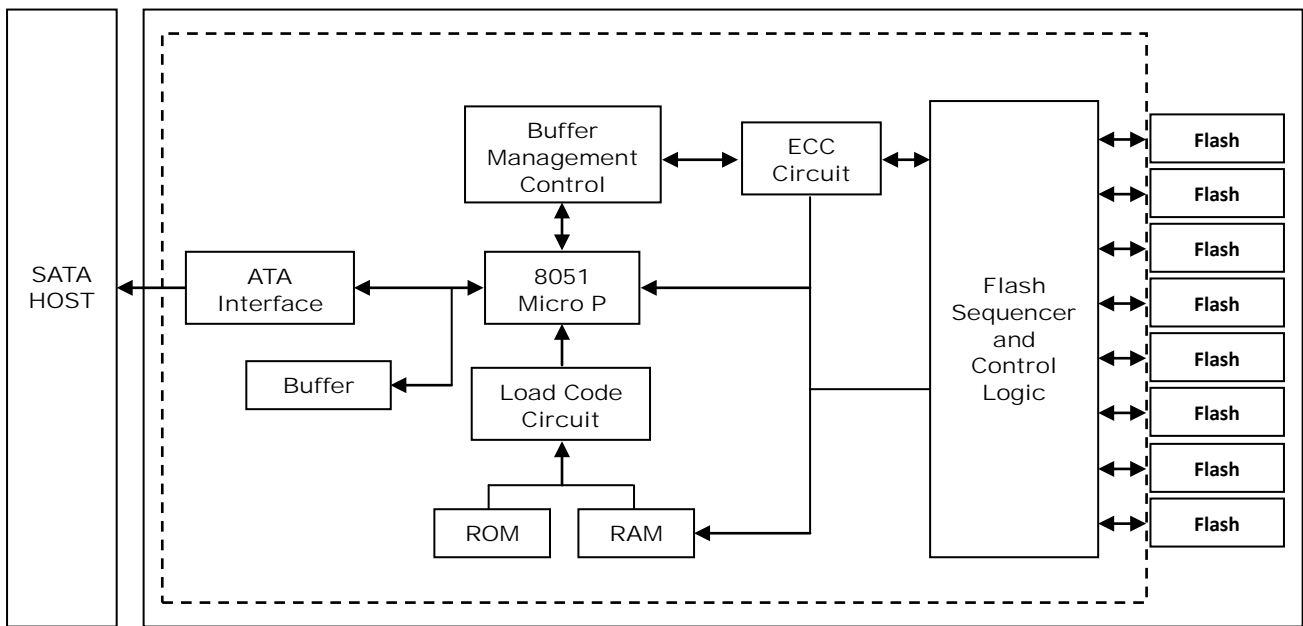 SATA
HOST
ATA
Interface
Buffer
Buffer
Management
Control
8051
Micro P
Load Code
Circuit
ROM
RAM
ECC
Circuit
Flash
Sequencer
and
Control
Logic
Flash
Flash
Flash
Flash
Flash
Flash
Flash
Flash